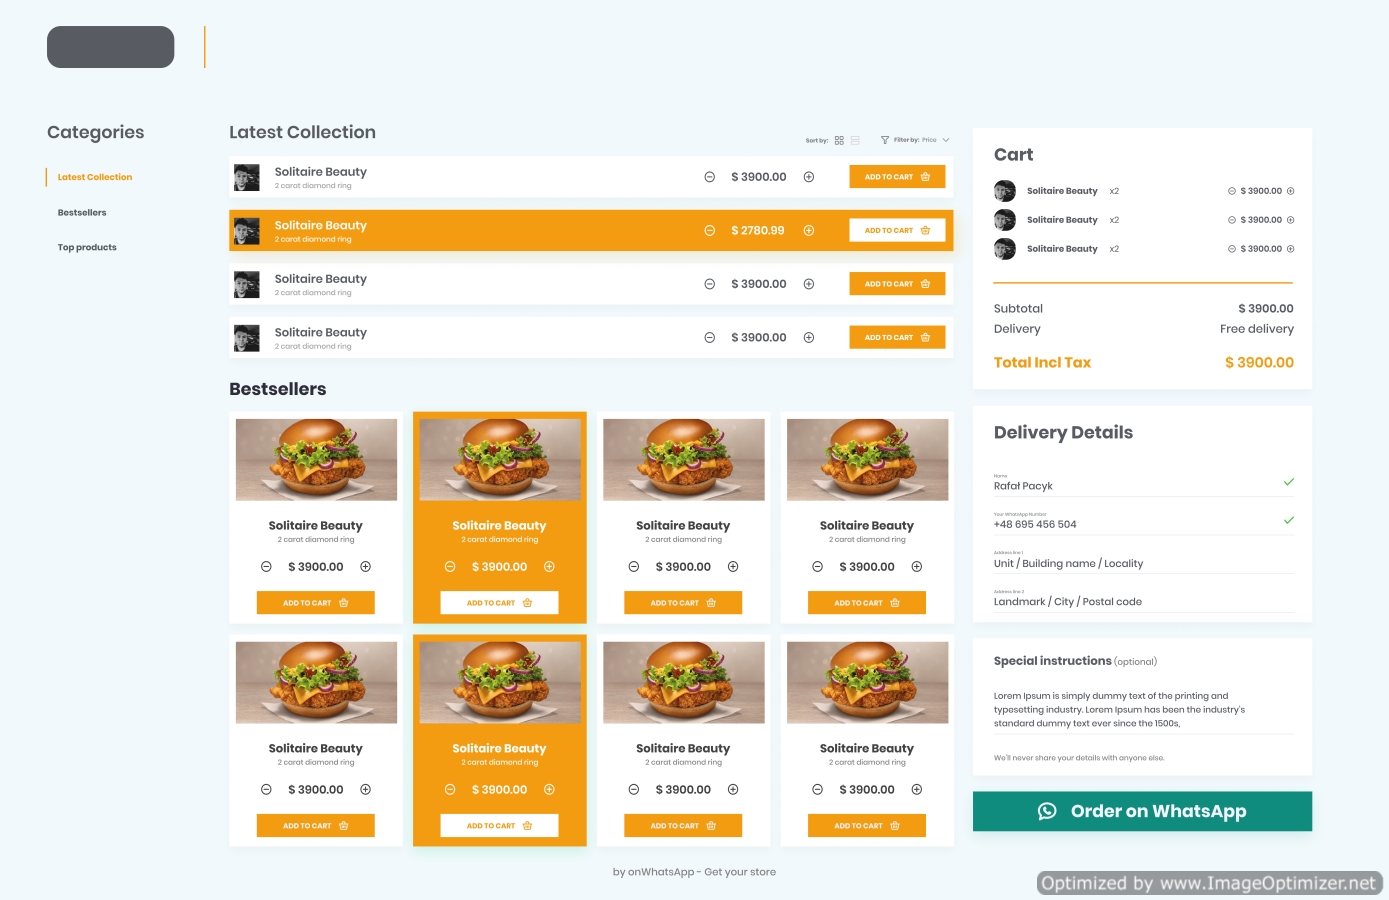 Categories
Latest Collection
Bestsellers
Top products
Latest Collection
Sort by:
Filter by: Price
Solitaire Beauty
2 carat diamond ring
$ 3900.00
ADD TO CART
Solitaire Beauty
2 carat diamond ring
$ 2780.99
ADD TO CART
Solitaire Beauty
2 carat diamond ring
$ 3900.00
ADD TO CART
Solitaire Beauty
2 carat diamond ring
$ 3900.00
ADD TO CART
Bestsellers
Solitaire Beauty
2 carat diamond ring
$ 3900.00
ADD TO CART
Solitaire Beauty
2 carat diamond ring
$ 3900.00
ADD TO CART
Solitaire Beauty
2 carat diamond ring
$ 3900.00
ADD TO CART
Solitaire Beauty
2 carat diamond ring
$ 3900.00
ADD TO CART
Solitaire Beauty
2 carat diamond ring
$ 3900.00
ADD TO CART
Solitaire Beauty
2 carat diamond ring
$ 3900.00
ADD TO CART
Solitaire Beauty
2 carat diamond ring
$ 3900.00
ADD TO CART
Solitaire Beauty
2 carat diamond ring
$ 3900.00
ADD TO CART
Cart
Solitaire Beauty x2 $ 3900.00
Solitaire Beauty x2 $ 3900.00
Solitaire Beauty x2 $ 3900.00
Subtotal $ 3900.00
Delivery Free delivery
Total Incl Tax $ 3900.00
Delivery Details
Name
Rafał Pacyk
Your WhatsApp Number
+48 695 456 504
Address line 1
Unit / Building name / Locality
Address line 2
Landmark / City / Postal code
Special instructions (optional)
Lorem Ipsum is simply dummy text of the printing and
typesetting industry. Lorem Ipsum has been the industry's
standard dummy text ever since the 1500s,
We'll never share your details with anyone else.
Order on WhatsApp
by onWhatsApp - Get your store
Optimized by www.ImageOptimizer.net